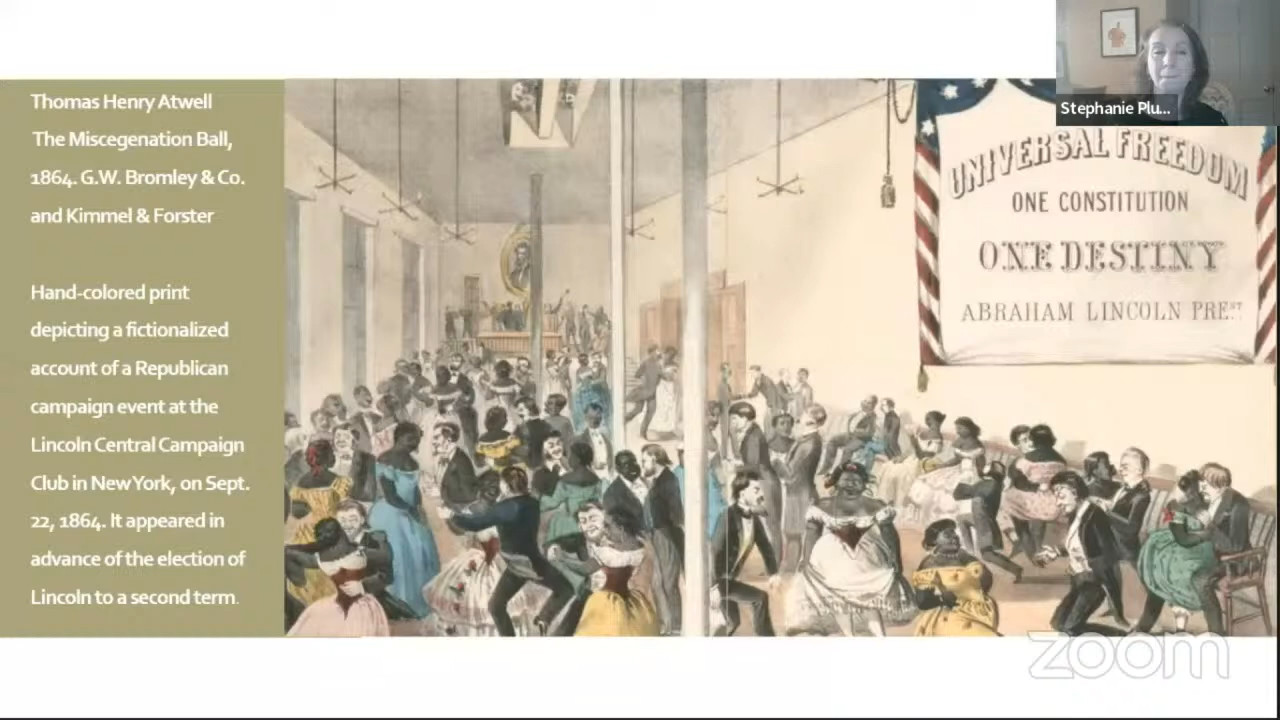 Thomas Henry Atwell
The Miscegenation Ball,
1864. G.W. Bromley & Co.
and Kimmel & Forster
Hand-colored print
depicting a fictionalized
account of a Republican
campaign event at the
Lincoln Central Campaign
Club in New York, on Sept.
22, 1864. It appeared in
advance of the election of
Lincoln to a second term.
UNIVERSAL FREEDOM
ONE CONSTITUTION
ONE DESTINY
ABRAHAM LINCOLN PREST.
Stephanie Plu...
zoom